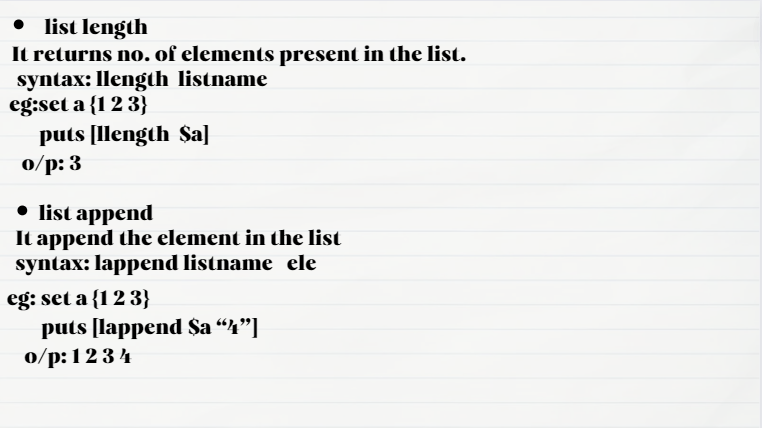 • list length
It returns no. of elements present in the list.
syntax: llength listname
eg:set a {1 2 3}
puts [llength $a]
o/p: 3
• list append
It append the element in the list
syntax: lappend listname ele
eg: set a {1 2 3}
puts [lappend $a “4”]
o/p: 1 2 3 4